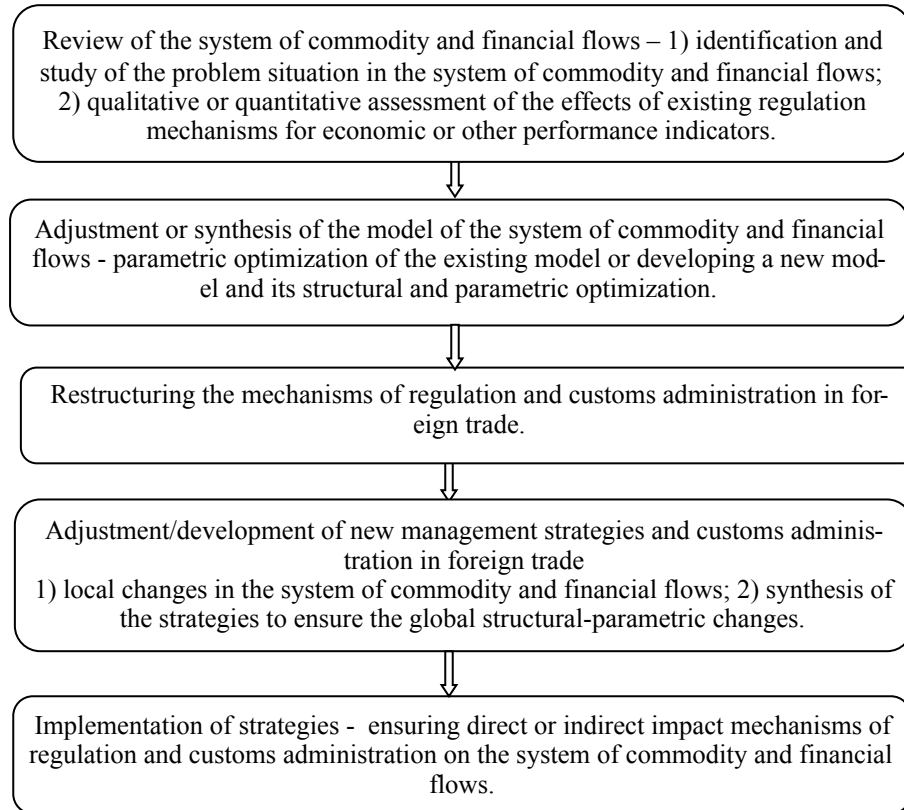 Review of the system of commodity and financial flows – 1) identification and
study of the problem situation in the system of commodity and financial flows;
2) qualitative or quantitative assessment of the effects of existing regulation
mechanisms for economic or other performance indicators.
Adjustment or synthesis of the model of the system of commodity and financial
flows - parametric optimization of the existing model or developing a new mod-
el and its structural and parametric optimization.
Restructuring the mechanisms of regulation and customs administration in for-
eign trade.
Adjustment/development of new management strategies and customs adminis-
tration in foreign trade
1) local changes in the system of commodity and financial flows; 2) synthesis of
the strategies to ensure the global structural-parametric changes.
Implementation of strategies - ensuring direct or indirect impact mechanisms of
regulation and customs administration on the system of commodity and financial
flows.